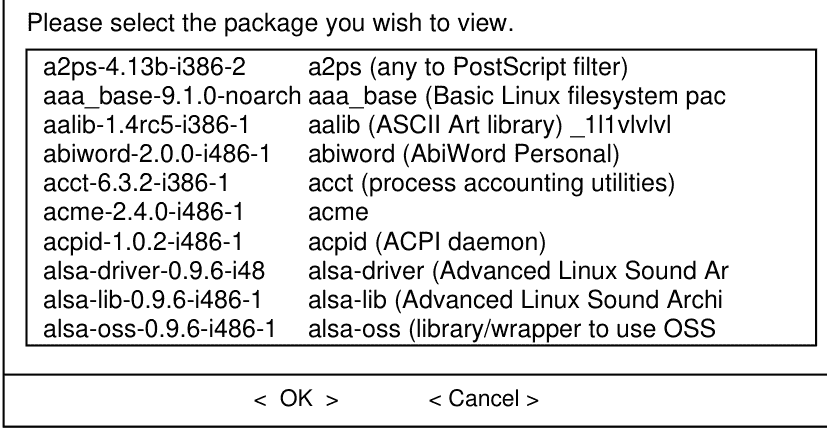 Please select the package you wish to view.
a2ps-4.13b-i386-2 a2ps (any to PostScript filter)
aaa_base-9.1.0-noarch aaa_base (Basic Linux filesystem pac
aalib-1.4rc5-i386-1 aalib (ASCII Art library) _1l1vlvlvl
abiword-2.0.0-i486-1 abiword (AbiWord Personal)
acct-6.3.2-i386-1 acct (process accounting utilities)
acme-2.4.0-i486-1 acme
acpid-1.0.2-i486-1 acpid (ACPI daemon)
alsa-driver-0.9.6-i48 alsa-driver (Advanced Linux Sound Ar
alsa-lib-0.9.6-i486-1 alsa-lib (Advanced Linux Sound Archi
alsa-oss-0.9.6-i486-1 alsa-oss (library/wrapper to use OSS
< OK > < Cancel >